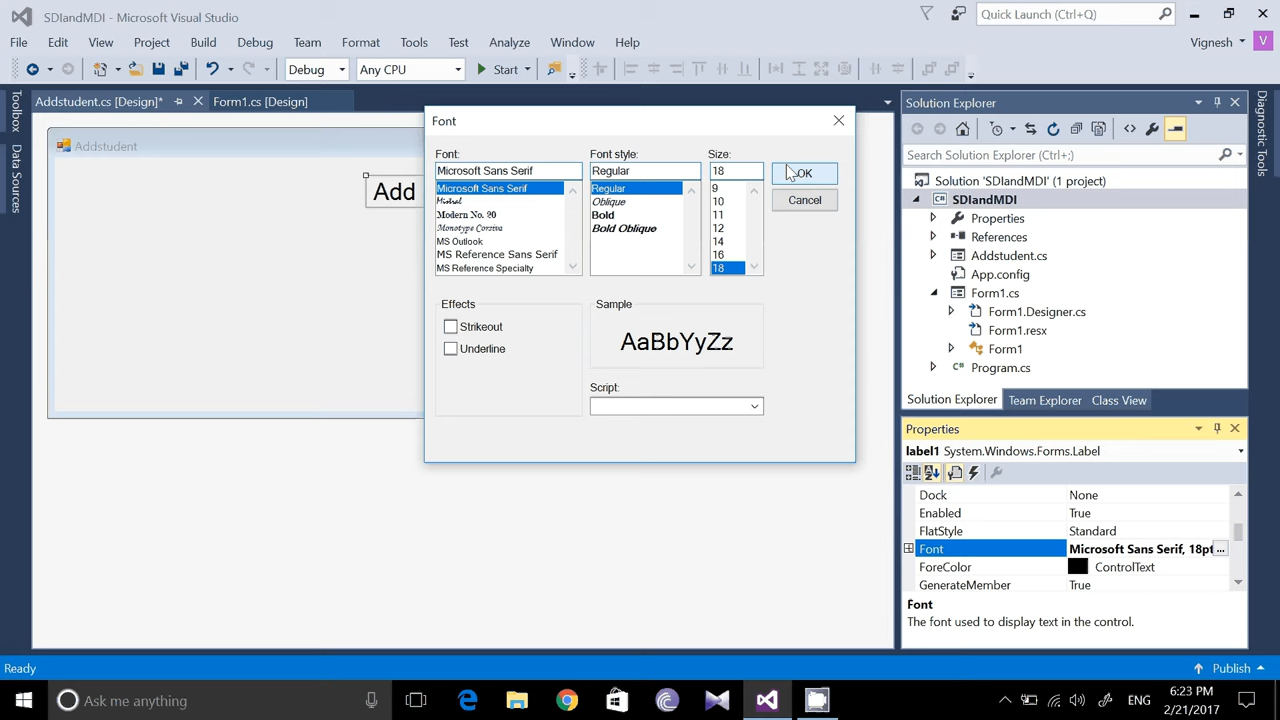 SDIandMDI - Microsoft Visual Studio
Quick Launch (Ctrl+Q)
File Edit View Project Build Debug Team Format Tools Test Analyze Window Help
Vignesh V
Debug Any CPU Start
Toolbox
Data Sources
Addstudent.cs [Design]* Form1.cs [Design]
Addstudent
Add
Font
Font: Font style: Size:
Microsoft Sans Serif Regular 18
OK
Cancel
Microsoft Sans Serif
Mistral
Modern No. 20
Monotype Corsiva
MS Outlook
MS Reference Sans Serif
MS Reference Specialty
Regular
Oblique
Bold
Bold Oblique
9
10
11
12
14
16
18
Effects
Strikeout
Underline
Sample
AaBbYyZz
Script:
Solution Explorer
Search Solution Explorer (Ctrl+;)
Solution 'SDIandMDI' (1 project)
SDIandMDI
Properties
References
Addstudent.cs
App.config
Form1.cs
Form1.Designer.cs
Form1.resx
Form1
Program.cs
Solution Explorer Team Explorer Class View
Diagnostic Tools
Properties
label1 System.Windows.Forms.Label
Dock None
Enabled True
FlatStyle Standard
Font Microsoft Sans Serif, 18pt ...
ForeColor ControlText
GenerateMember True
Font
The font used to display text in the control.
Ready
Publish
Ask me anything
ENG
6:23 PM
2/21/2017